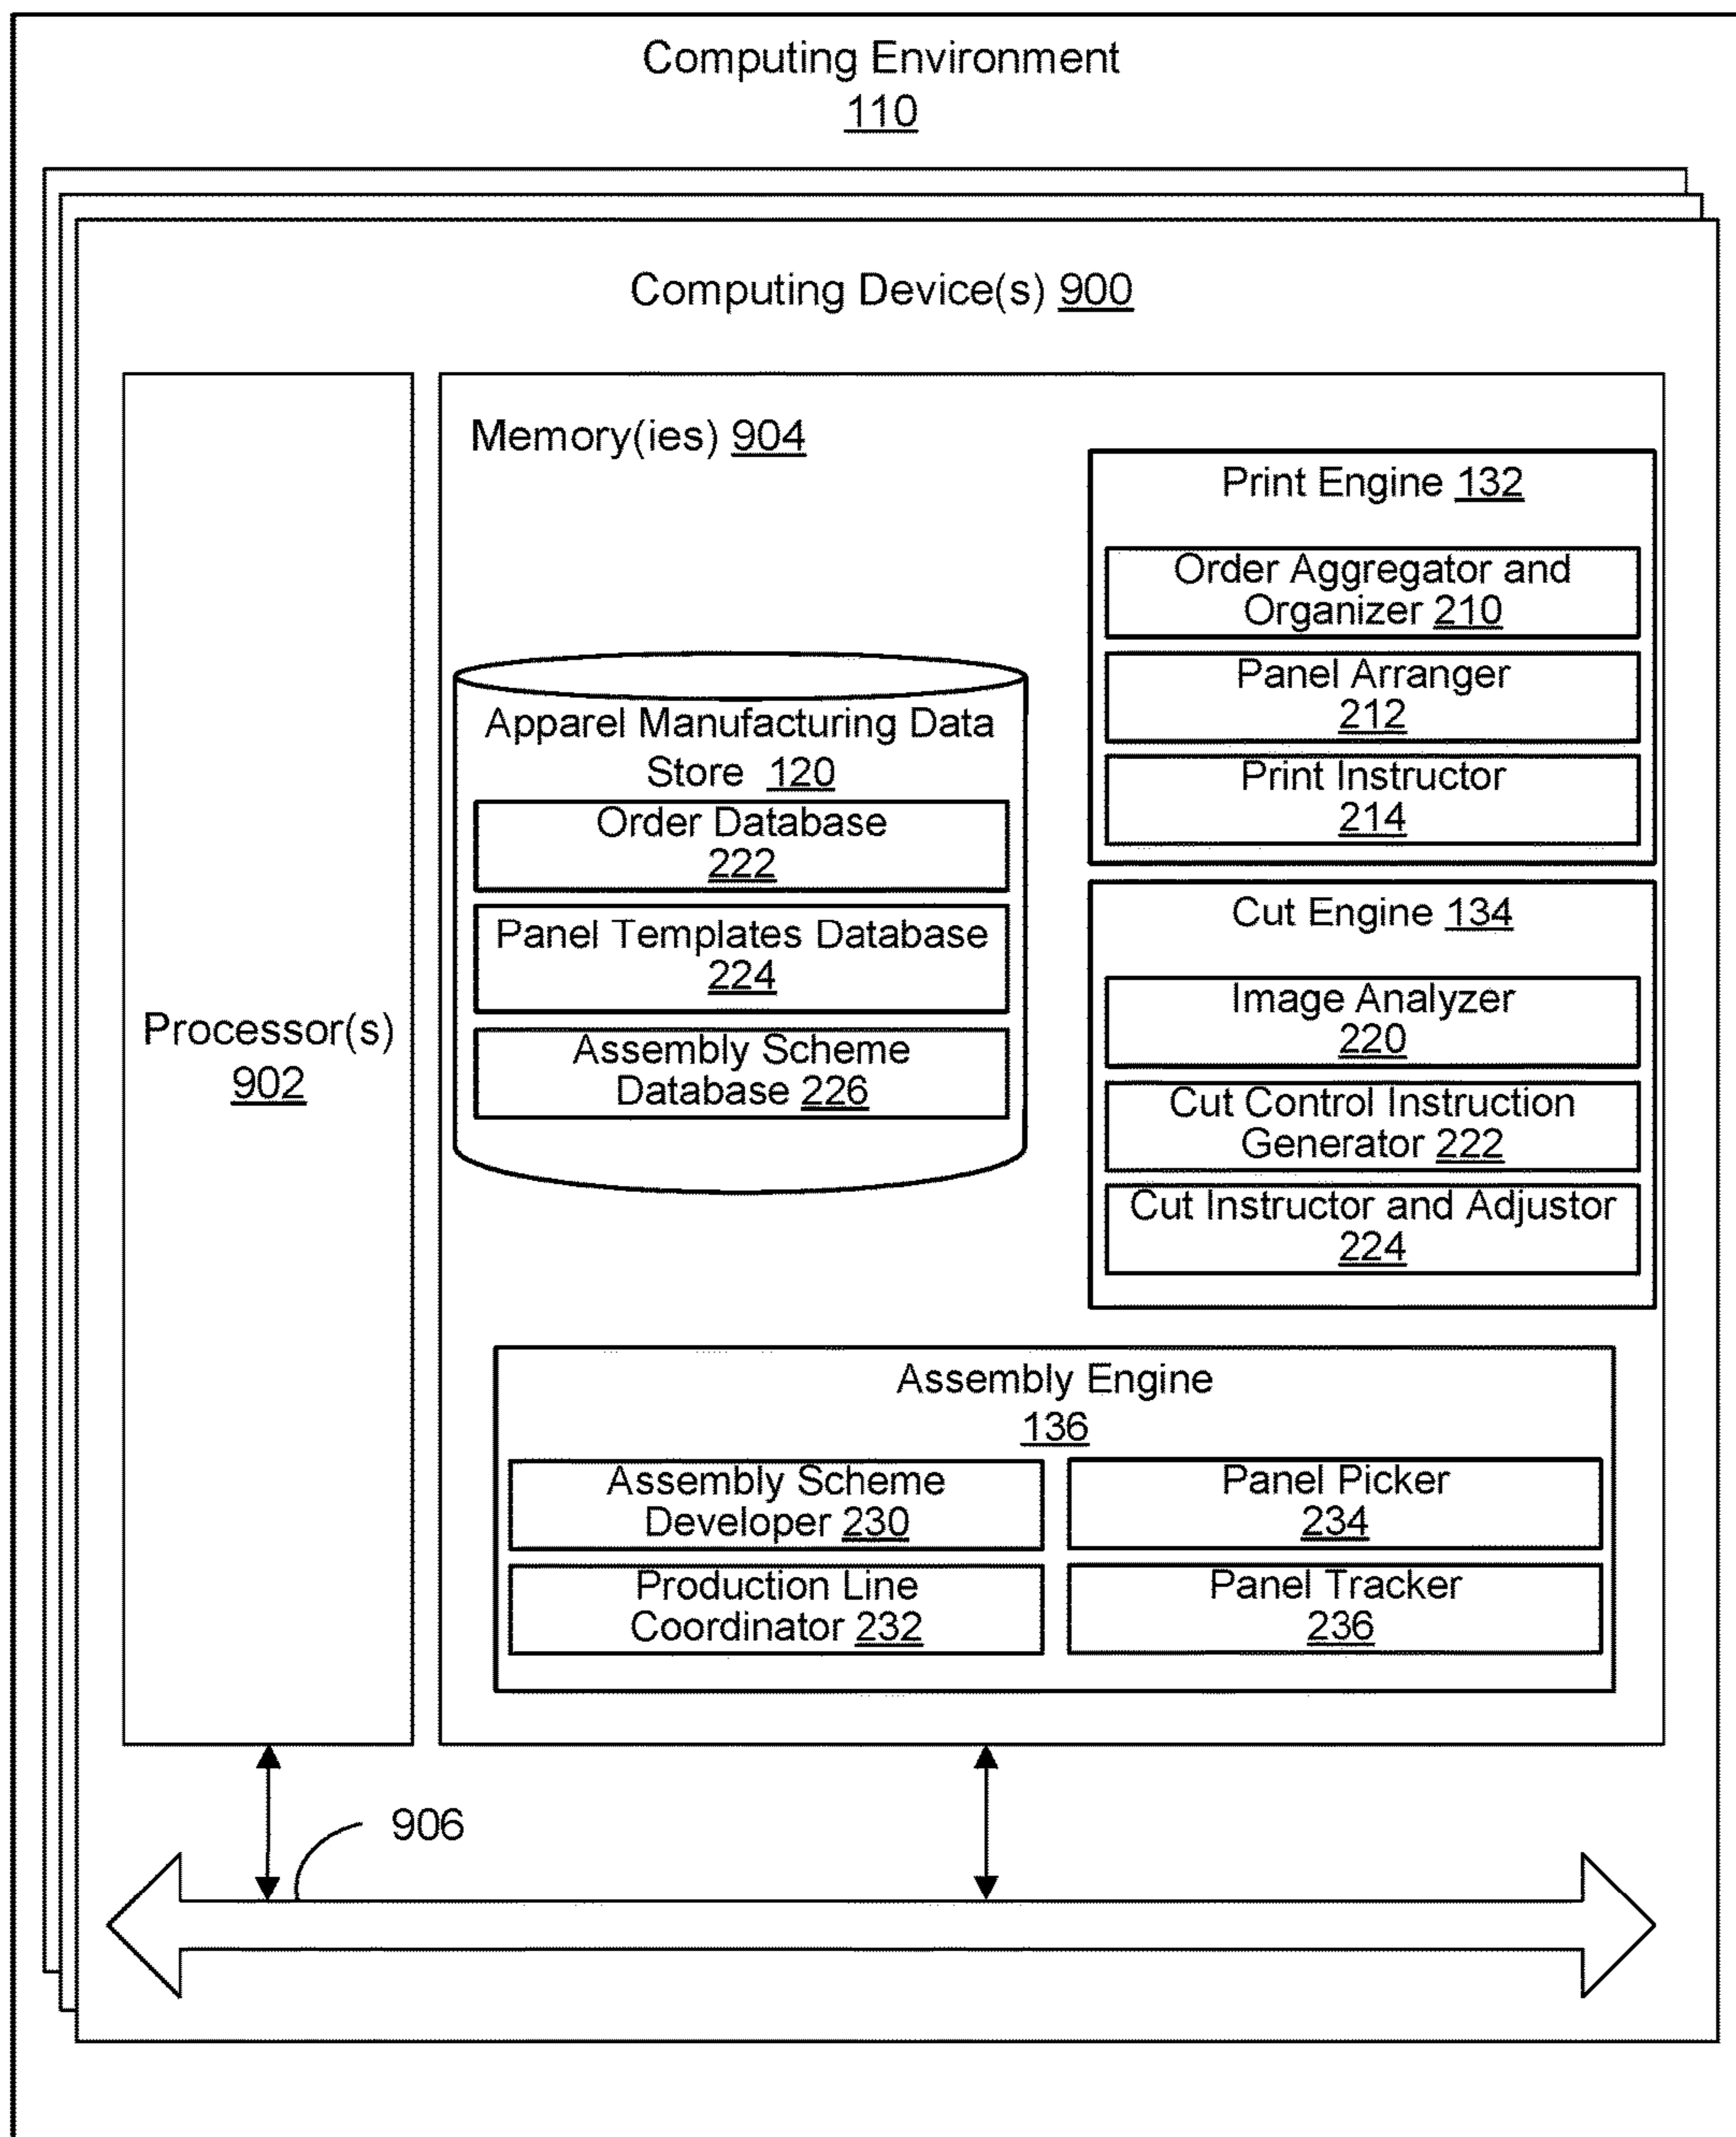 Computing Environment
110
Computing Device(s) 900
Processor(s)
902
Memory(ies) 904
Apparel Manufacturing Data
Store 120
Order Database
222
Panel Templates Database
224
Assembly Scheme
Database 226
Print Engine 132
Order Aggregator and
Organizer 210
Panel Arranger
212
Print Instructor
214
Cut Engine 134
Image Analyzer
220
Cut Control Instruction
Generator 222
Cut Instructor and Adjustor
224
Assembly Engine
136
Assembly Scheme
Developer 230
Panel Picker
234
Production Line
Coordinator 232
Panel Tracker
236
906